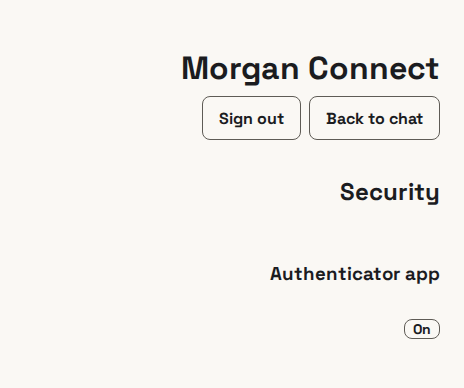 Morgan Connect
Sign out Back to chat
Security
Authenticator app
On